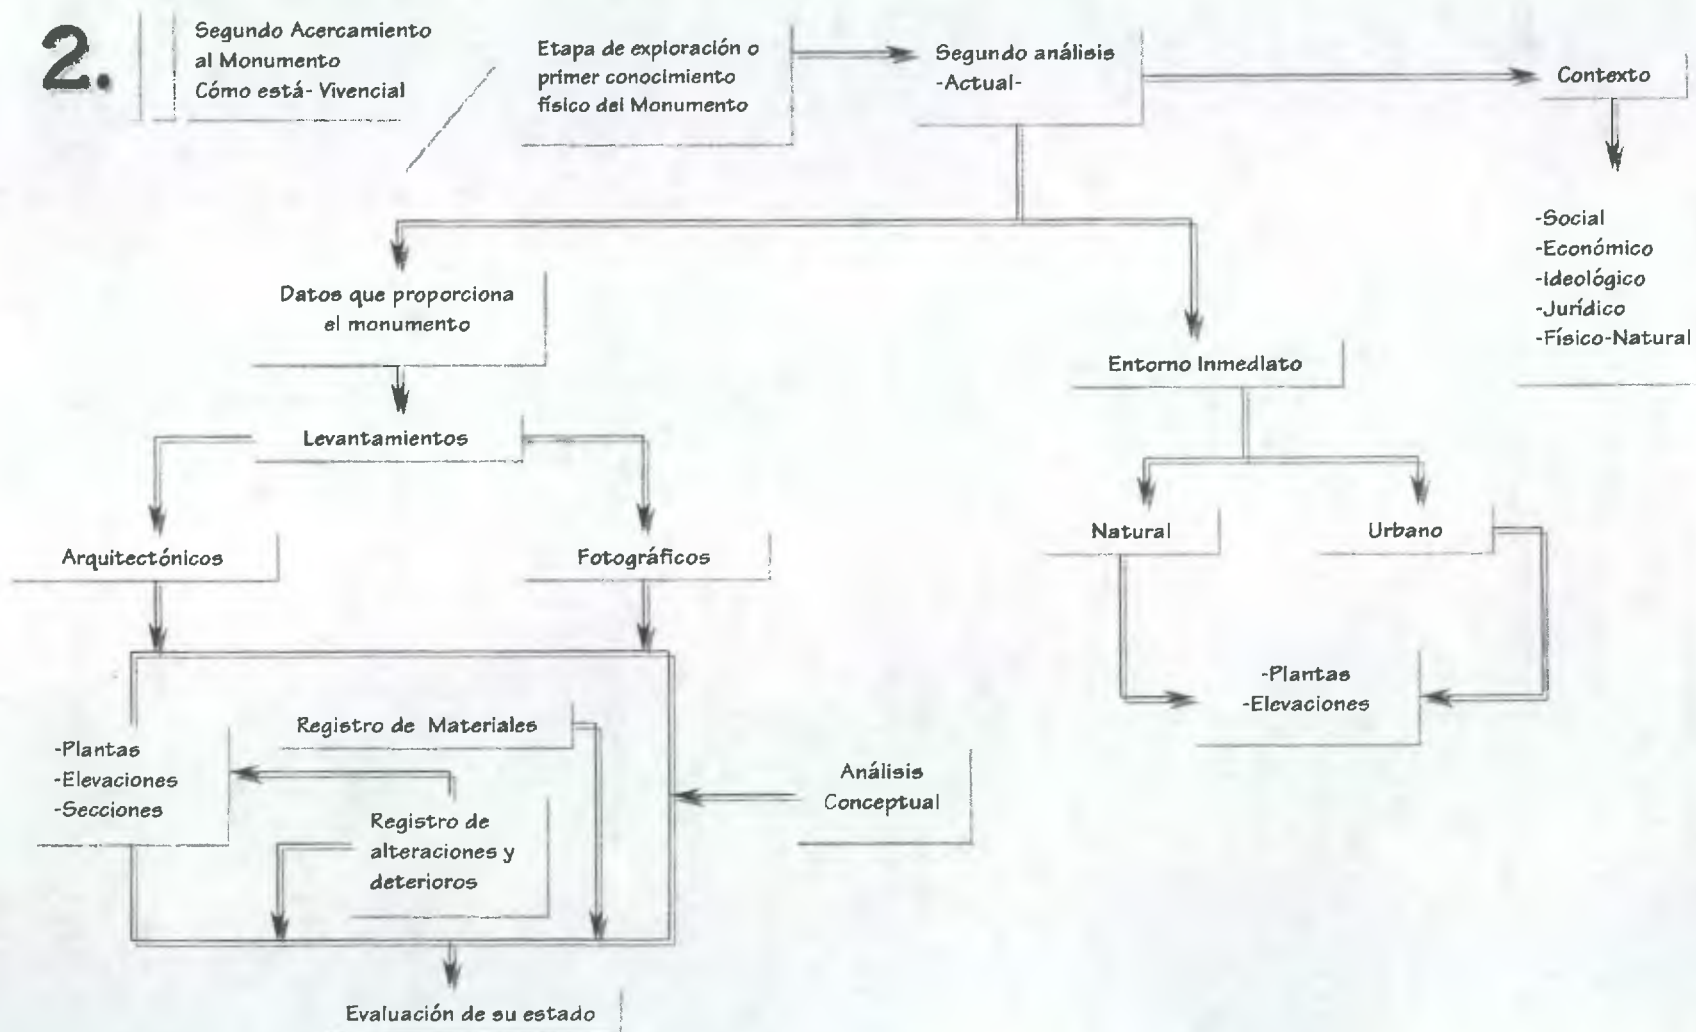 2.
Segundo Acercamiento
al Monumento
Cómo está- Vivencial
Etapa de exploración o
primer conocimiento
físico del Monumento
Segundo análisis
-Actual-
Contexto
-Social
-Económico
-Ideológico
-Jurídico
-Físico-Natural
Datos que proporciona
el monumento
Entorno Inmediato
Levantamientos
Natural
Urbano
Arquitectónicos
Fotográficos
-Plantas
-Elevaciones
Registro de Materiales
-Plantas
-Elevaciones
-Secciones
Análisis
Conceptual
Registro de
alteraciones y
deterioros
Evaluación de su estado